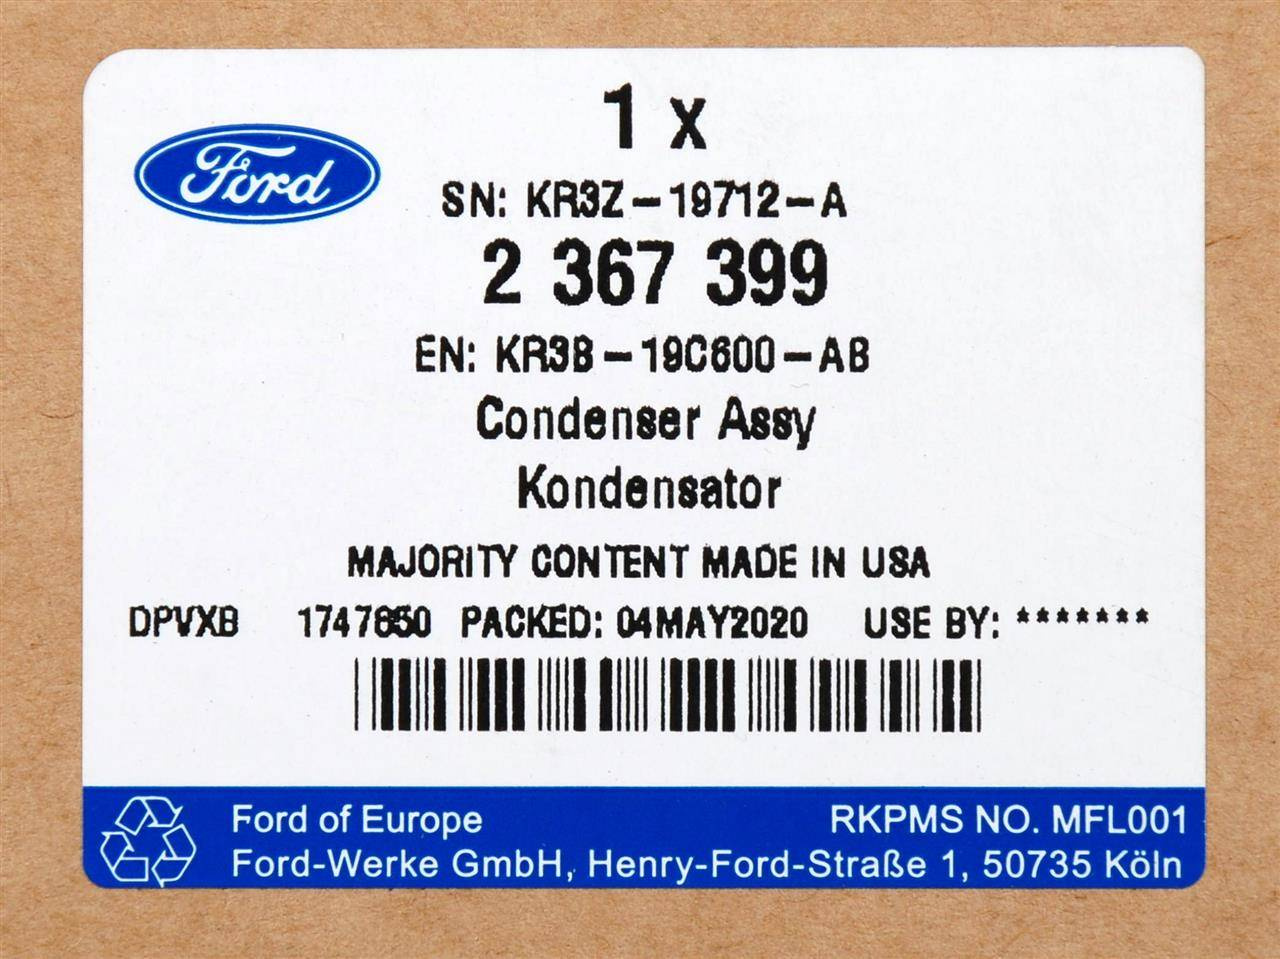 1 x
Ford
SN: KR3Z-19712-A
2 367 399
EN: KR3B-19C600-AB
Condenser Assy
Kondensator
MAJORITY CONTENT MADE IN USA
DPVXB 1747650 PACKED: 04MAY2020 USE BY: *******
Ford of Europe RKPMS NO. MFL001
Ford-Werke GmbH, Henry-Ford-Straße 1, 50735 Köln